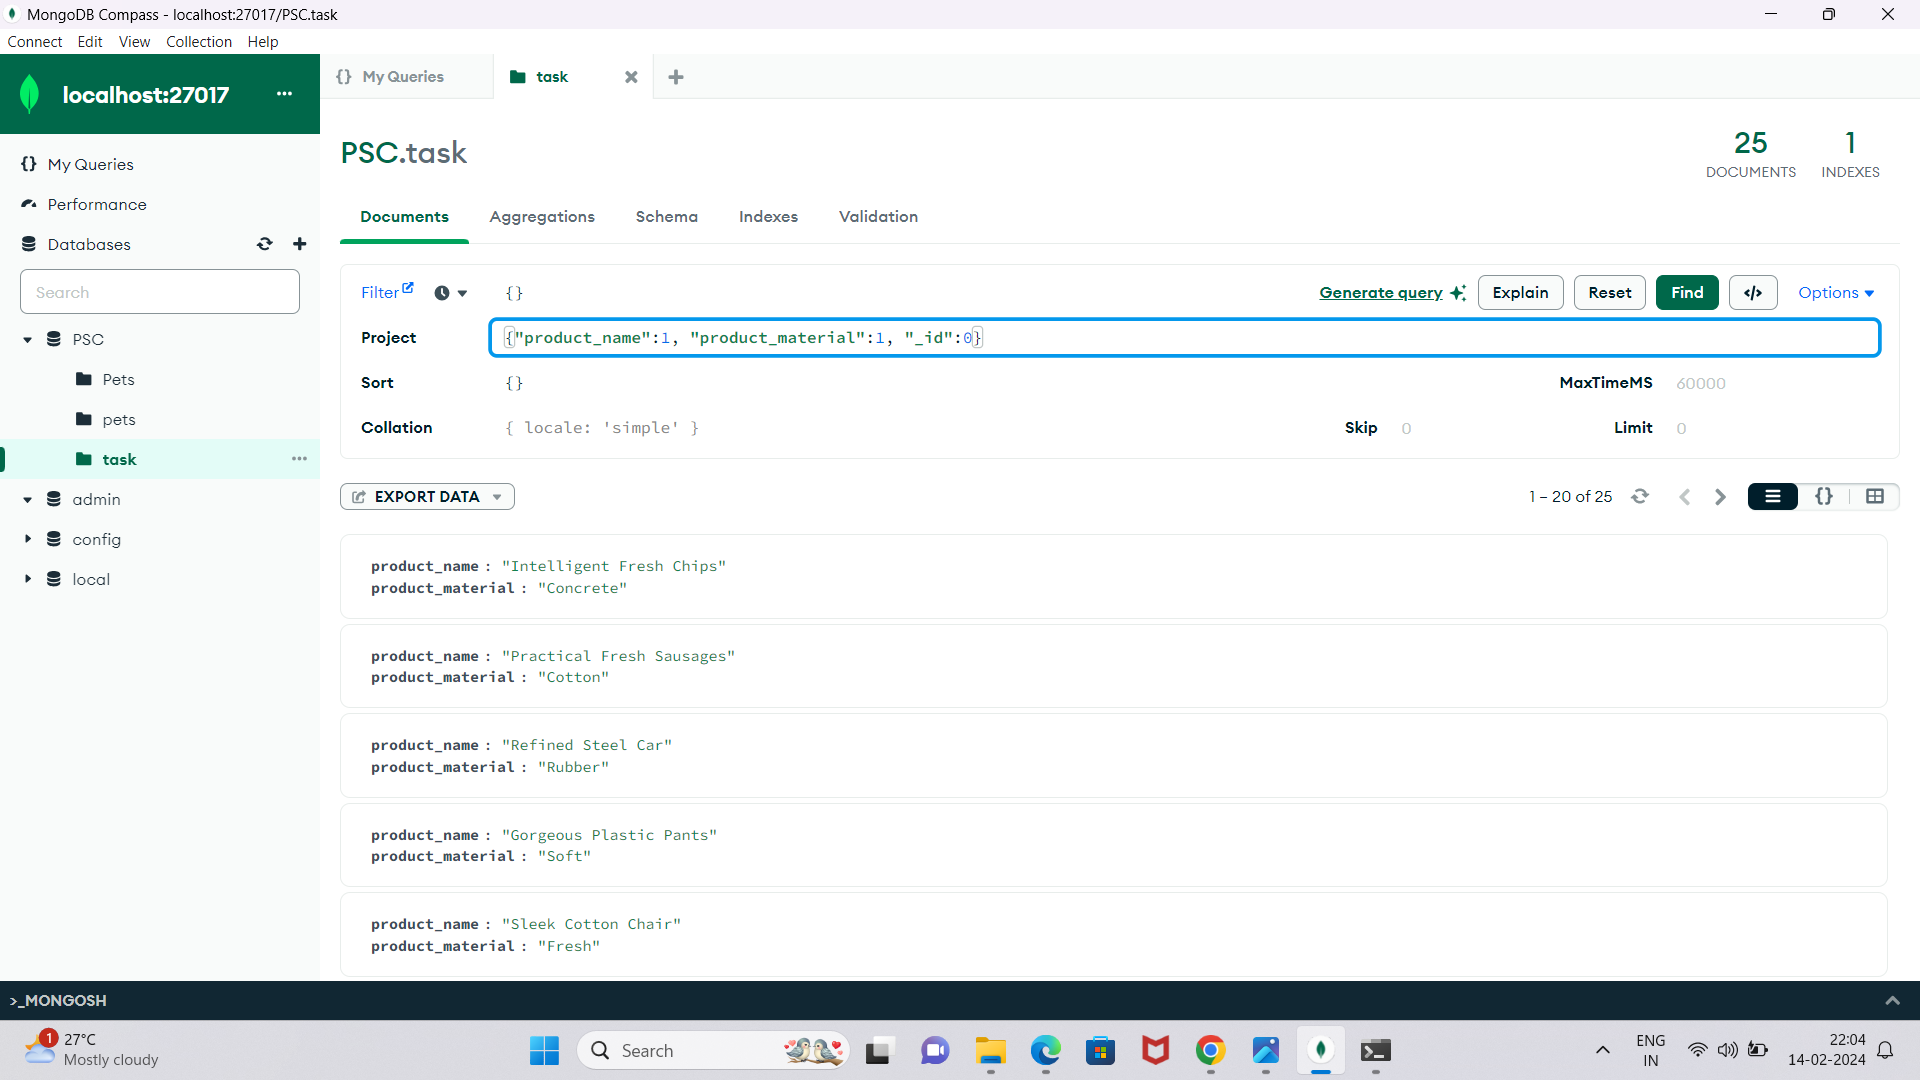 MongoDB Compass - localhost:27017/PSC.task
Connect Edit View Collection Help
localhost:27017 ...
{} My Queries
task
{} My Queries
Performance
Databases
Search
PSC
Pets
pets
task ...
admin
config
local
PSC.task
25
DOCUMENTS
1
INDEXES
Documents Aggregations Schema Indexes Validation
Filter {} Generate query Explain Reset Find </> Options
Project {"product_name":1, "product_material":1, "_id":0}
Sort {} MaxTimeMS 60000
Collation { locale: 'simple' } Skip 0 Limit 0
EXPORT DATA 1 – 20 of 25 {}
product_name : "Intelligent Fresh Chips"
product_material : "Concrete"
product_name : "Practical Fresh Sausages"
product_material : "Cotton"
product_name : "Refined Steel Car"
product_material : "Rubber"
product_name : "Gorgeous Plastic Pants"
product_material : "Soft"
product_name : "Sleek Cotton Chair"
product_material : "Fresh"
>_MONGOSH
1
27°C
Mostly cloudy
Search
ENG
IN
22:04
14-02-2024